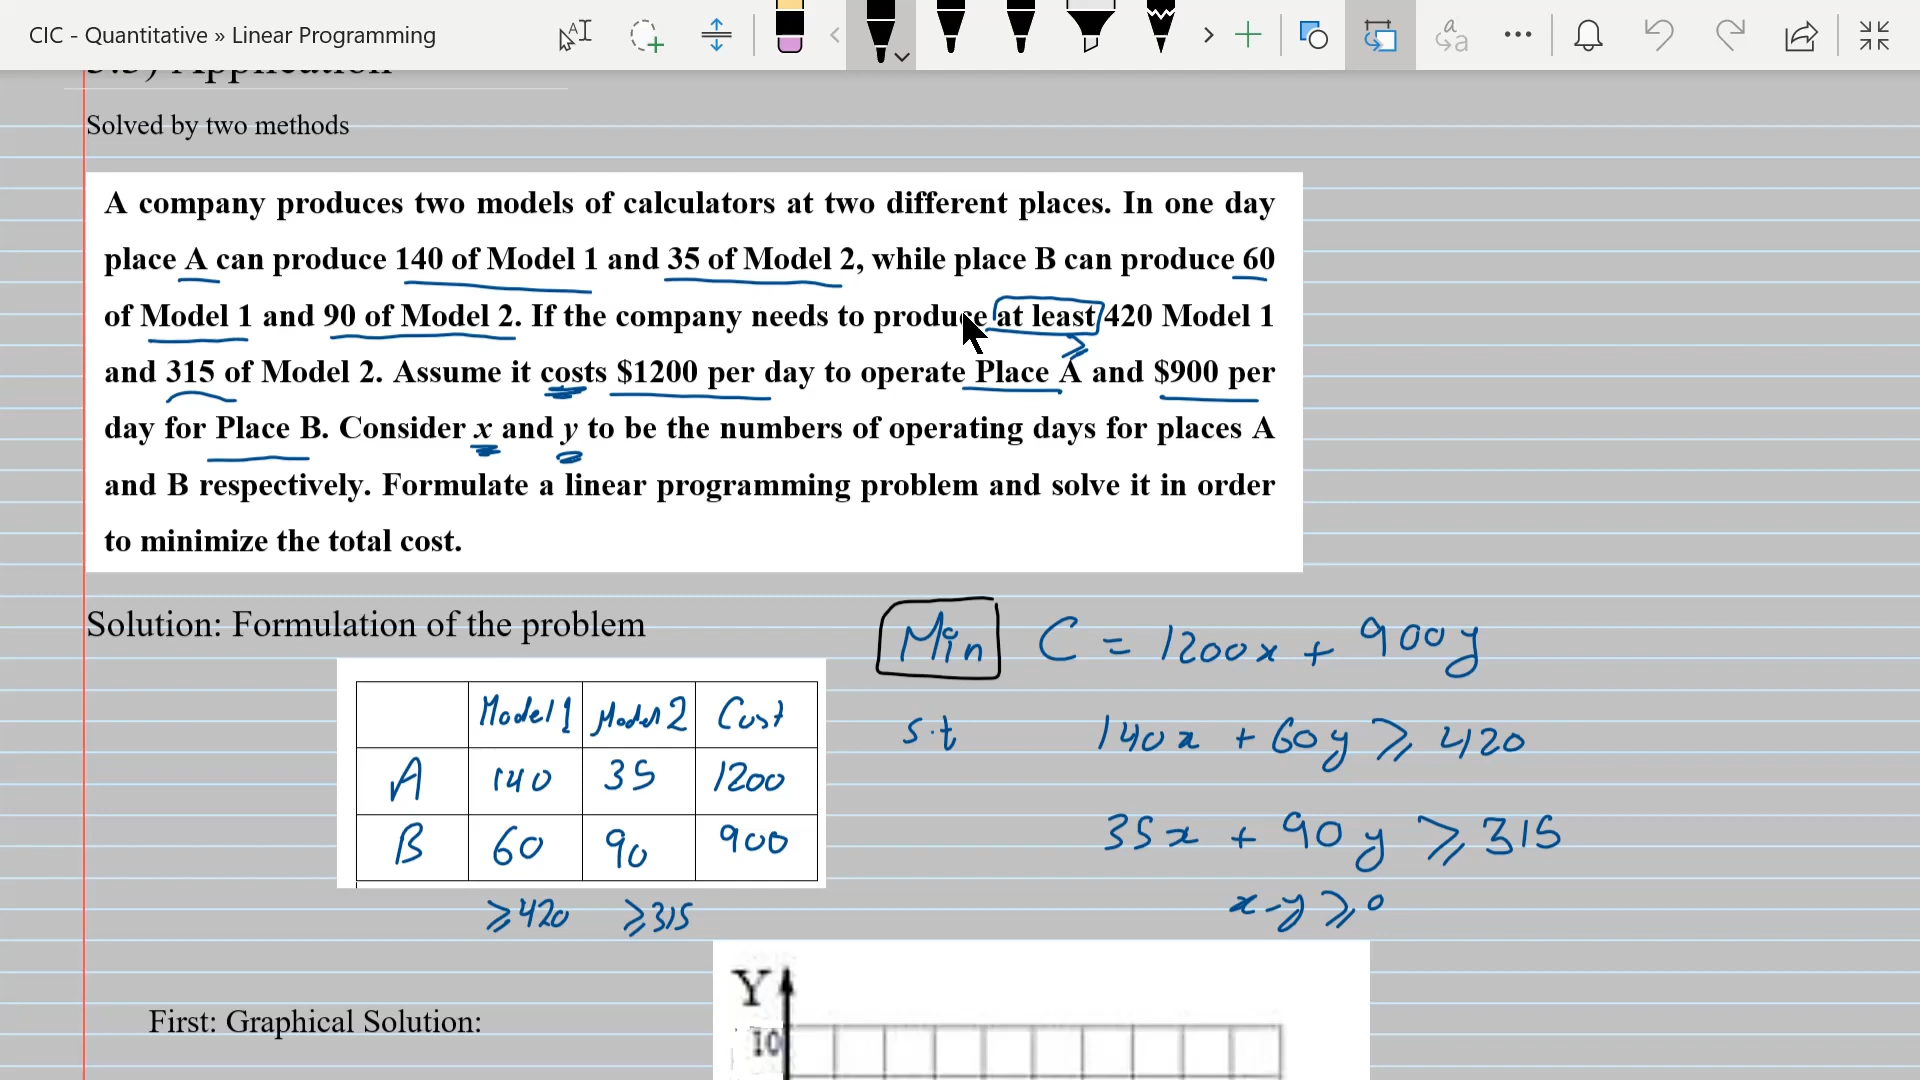 CIC - Quantitative » Linear Programming
3.3) Application
Solved by two methods
A company produces two models of calculators at two different places. In one day
place A can produce 140 of Model 1 and 35 of Model 2, while place B can produce 60
of Model 1 and 90 of Model 2. If the company needs to produce at least 420 Model 1
≥
and 315 of Model 2. Assume it costs $1200 per day to operate Place A and $900 per
day for Place B. Consider x and y to be the numbers of operating days for places A
and B respectively. Formulate a linear programming problem and solve it in order
to minimize the total cost.
Solution: Formulation of the problem
Min C = 1200x + 900y
Model 1 Model 2 Cost
s.t 140x + 60y ≥ 420
A 140 35 1200
35x + 90y ≥ 315
B 60 90 900
≥420 ≥315
x-y ≥ 0
First: Graphical Solution:
Y
10